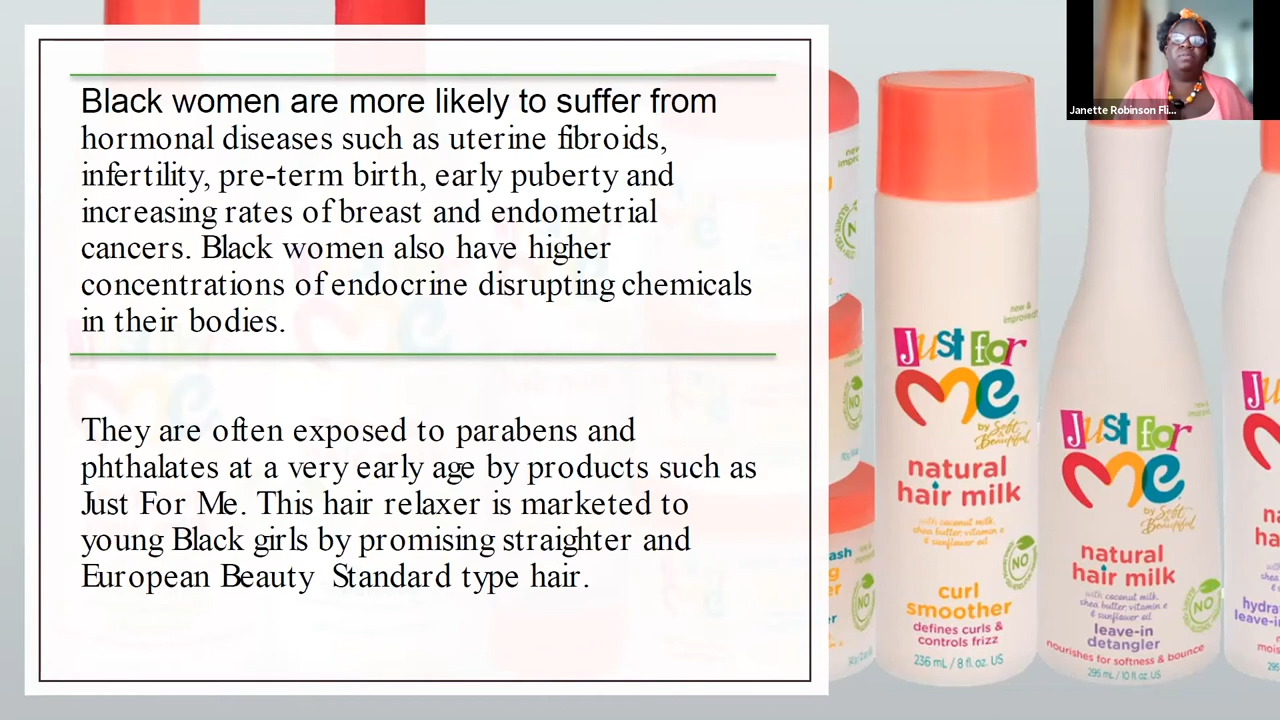 Black women are more likely to suffer from
hormonal diseases such as uterine fibroids,
infertility, pre-term birth, early puberty and
increasing rates of breast and endometrial
cancers. Black women also have higher
concentrations of endocrine disrupting chemicals
in their bodies.
They are often exposed to parabens and
phthalates at a very early age by products such as
Just For Me. This hair relaxer is marketed to
young Black girls by promising straighter and
European Beauty Standard type hair.
Janette Robinson Fli...
new &
improved!
Just for
me
by Soft &
Beautiful
natural
hair milk
with coconut milk,
shea butter, vitamin e
& sunflower oil
NO
curl
smoother
defines curls &
controls frizz
236 mL / 8 fl. oz. US
Just for
me
by Soft &
Beautiful
natural
hair milk
with coconut milk,
shea butter, vitamin e
& sunflower oil
NO
leave-in
detangler
nourishes for softness & bounce
295 mL / 10 fl. oz. US